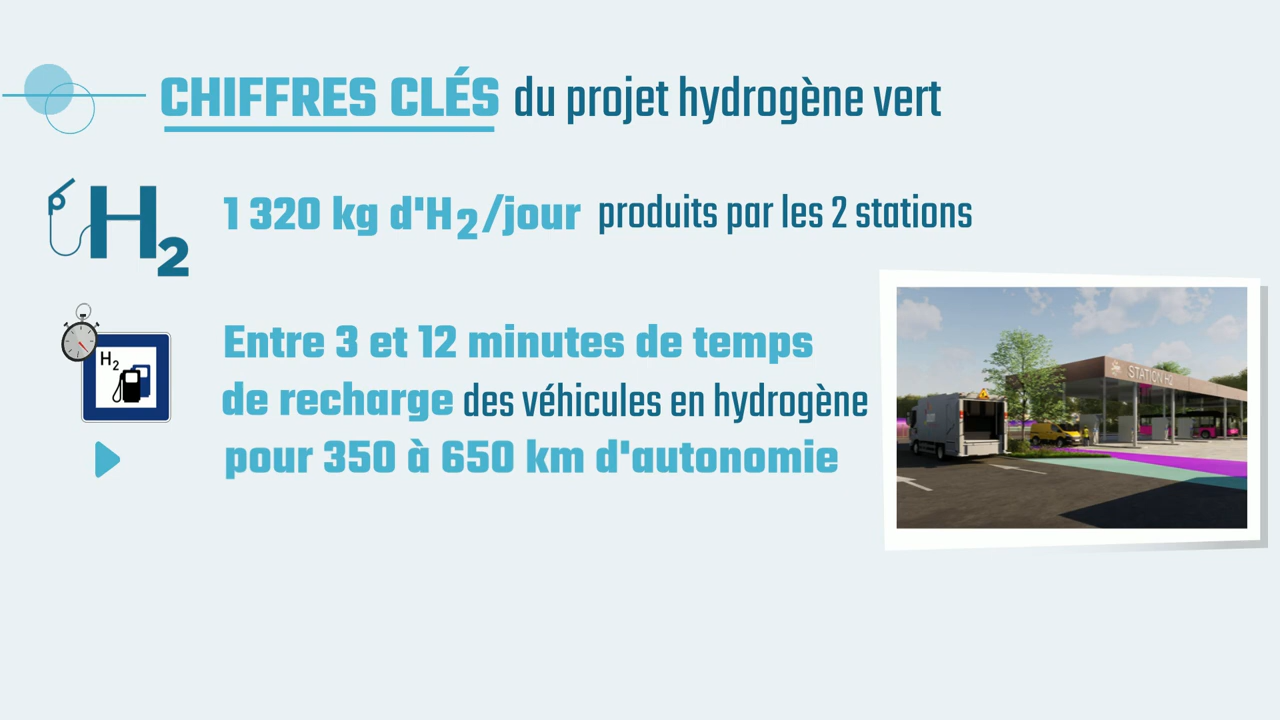 CHIFFRES CLÉS du projet hydrogène vert
H2
1 320 kg d'H2/jour produits par les 2 stations
H2
Entre 3 et 12 minutes de temps
de recharge des véhicules en hydrogène
pour 350 à 650 km d'autonomie
STATION H2